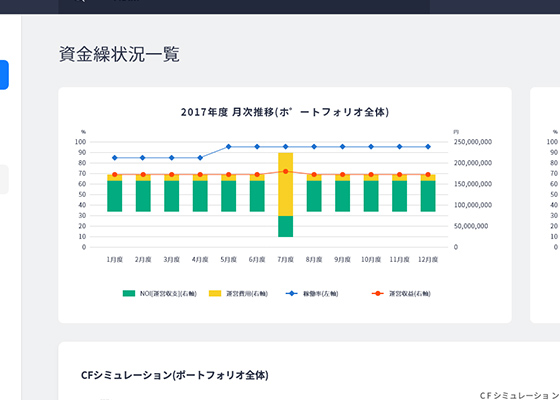 資金繰状況一覧
2017年度 月次推移(ポートフォリオ全体)
% 円 %
100 250,000,000 100
90 90
80 200,000,000 80
70 70
60 150,000,000 60
50 50
40 100,000,000 40
30 30
20 50,000,000 20
10 10
0 0 0
1月度 2月度 3月度 4月度 5月度 6月度 7月度 8月度 9月度 10月度 11月度 12月度
NOI[運営収支](右軸) 運営費用(右軸) 稼働率(左軸) 運営収益(右軸)
CFシミュレーション(ポートフォリオ全体)
CFシミュレーション